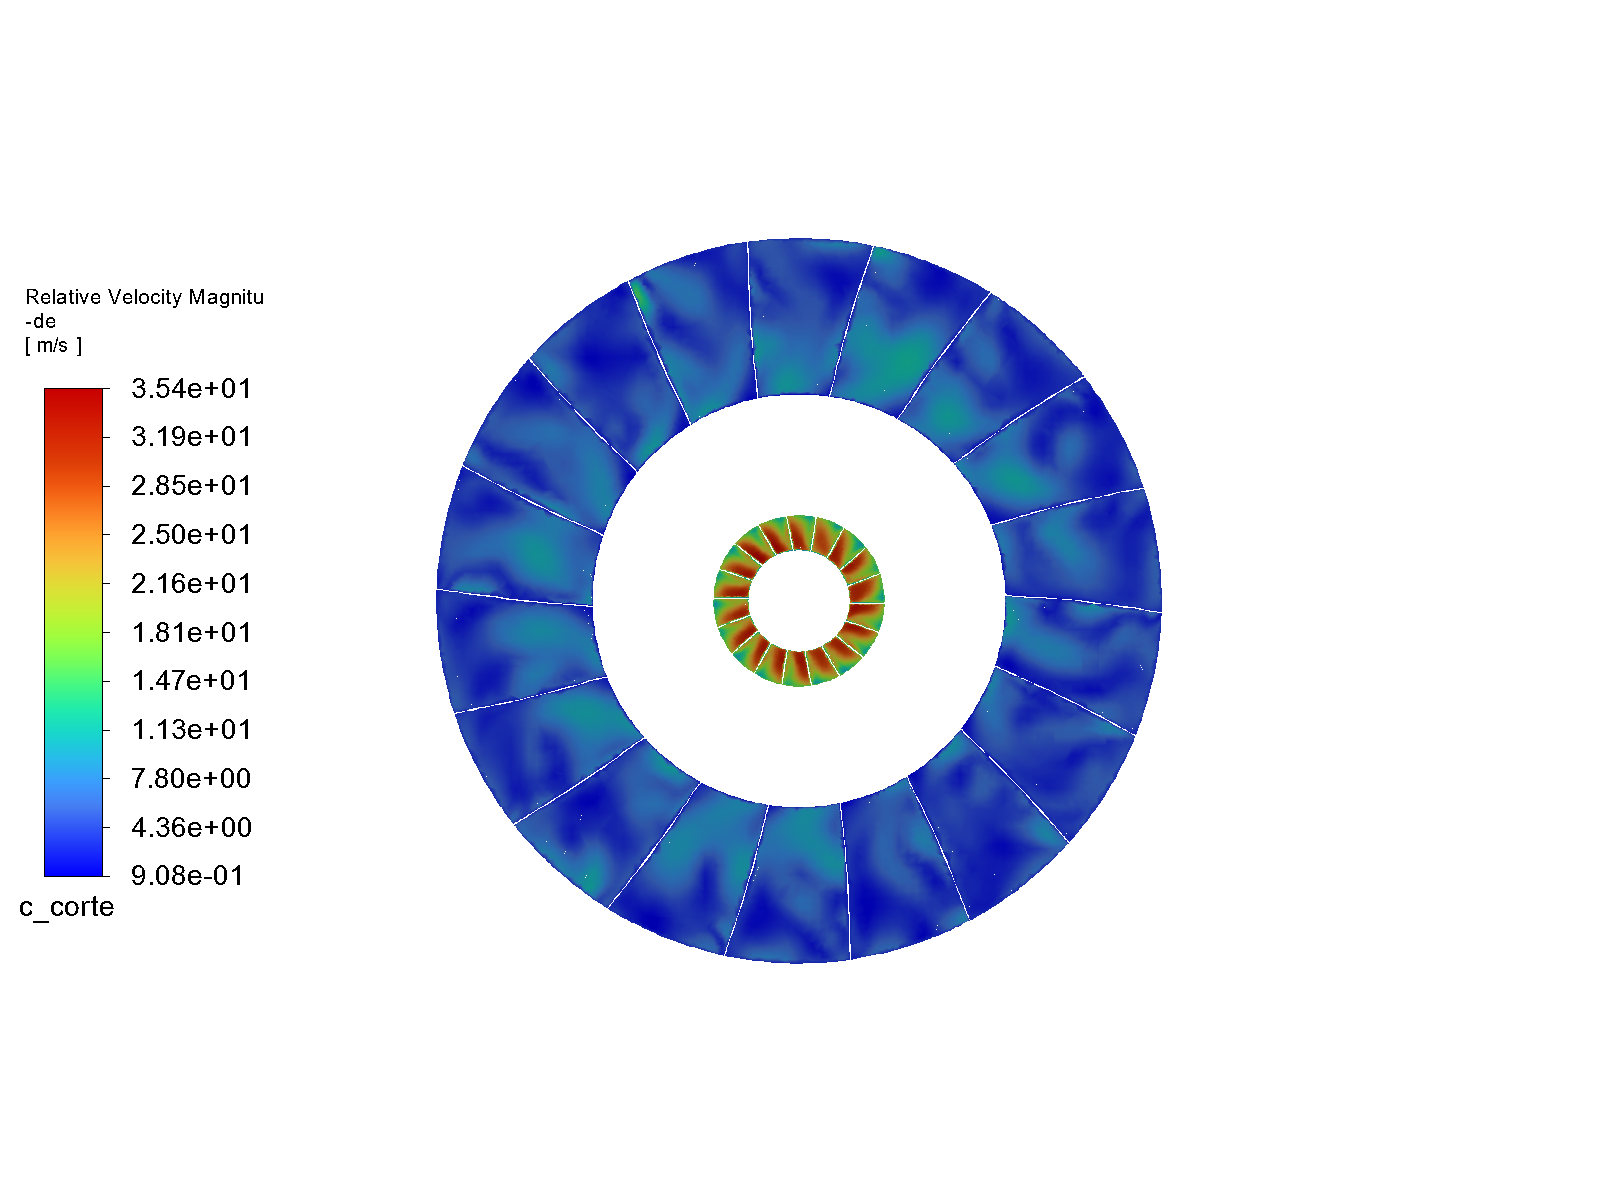 Relative Velocity Magnitu
-de
[ m/s ]
3.54e+01
3.19e+01
2.85e+01
2.50e+01
2.16e+01
1.81e+01
1.47e+01
1.13e+01
7.80e+00
4.36e+00
9.08e-01
c_corte